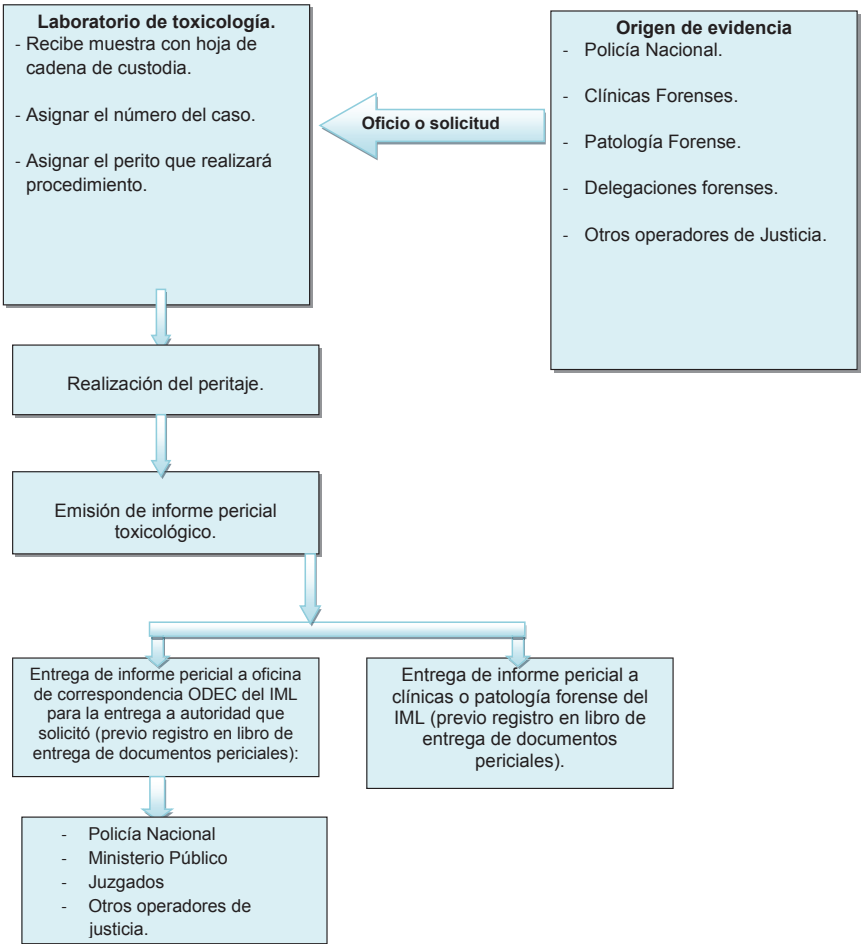 Laboratorio de toxicología.
- Recibe muestra con hoja de
cadena de custodia.
- Asignar el número del caso.
- Asignar el perito que realizará
procedimiento.
Oficio o solicitud
Origen de evidencia
- Policía Nacional.
- Clínicas Forenses.
- Patología Forense.
- Delegaciones forenses.
- Otros operadores de Justicia.
Realización del peritaje.
Emisión de informe pericial
toxicológico.
Entrega de informe pericial a oficina
de correspondencia ODEC del IML
para la entrega a autoridad que
solicitó (previo registro en libro de
entrega de documentos periciales):
Entrega de informe pericial a
clínicas o patología forense del
IML (previo registro en libro de
entrega de documentos
periciales).
- Policía Nacional
- Ministerio Público
- Juzgados
- Otros operadores de
justicia.